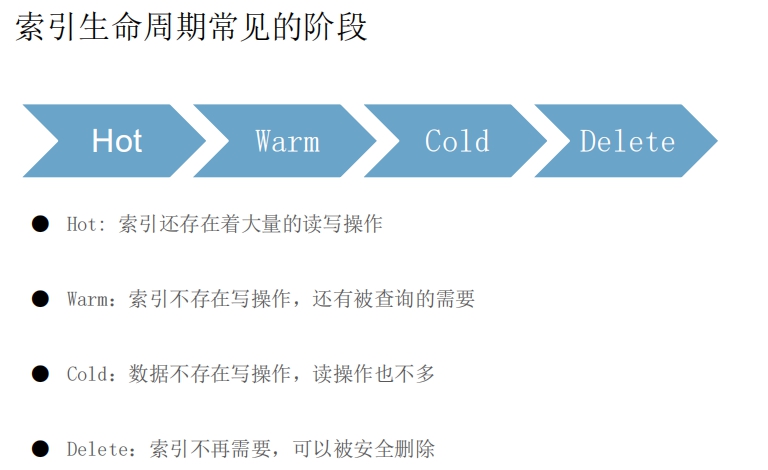 索引生命周期常见的阶段
Hot
Warm
Cold
Delete
Hot: 索引还存在着大量的读写操作
Warm：索引不存在写操作，还有被查询的需要
Cold：数据不存在写操作，读操作也不多
Delete：索引不再需要，可以被安全删除